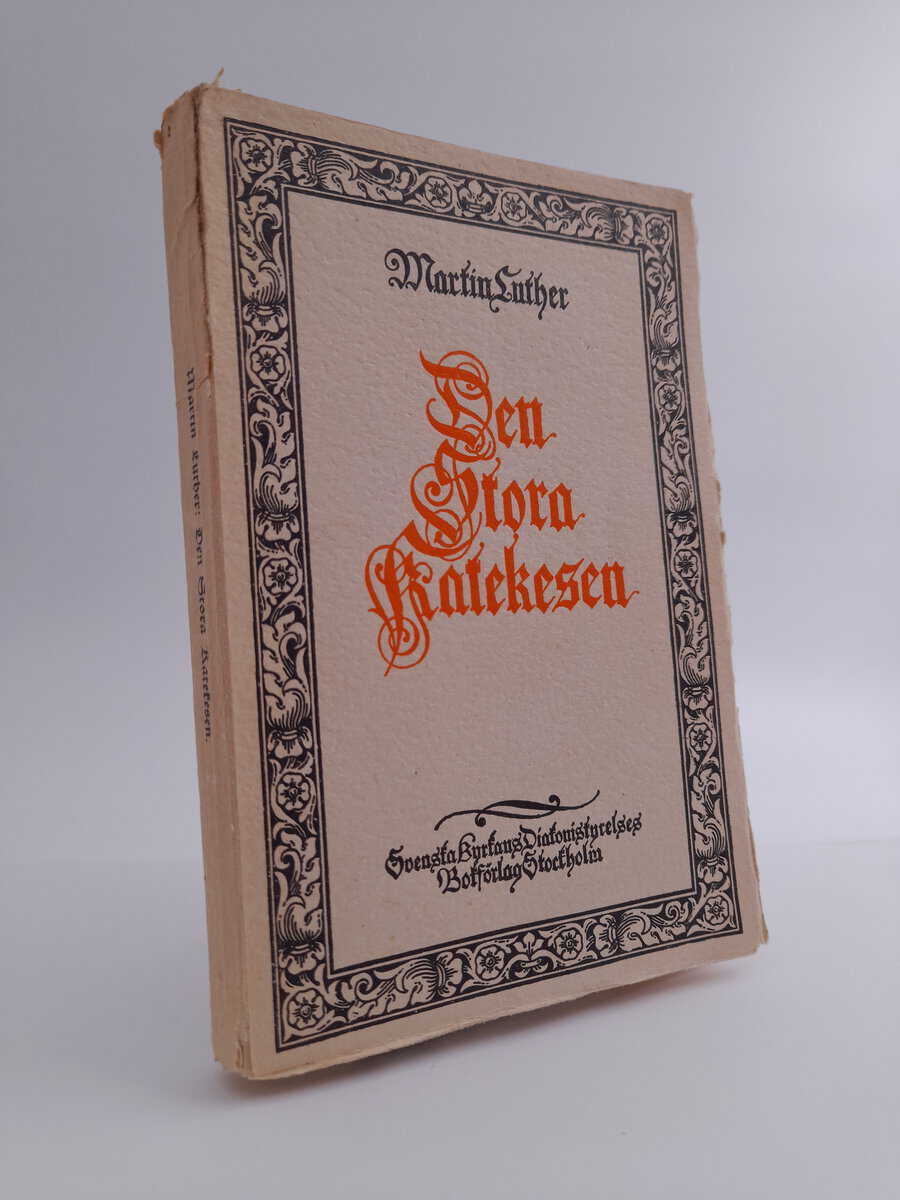 Martin Luther
Den
Stora
Katekesen
Svenska Kyrkans Diakonistyrelses
Bokförlag Stockholm
Martin Luther: Den Stora Katekesen.